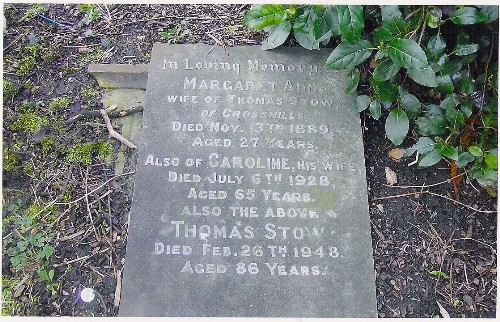 In Loving Memory
Margaret Ann,
wife of Thomas Stow
of Crosshills
Died Nov. 13th 1889,
Aged 27 Years.
Also of CAROLINE, his wife,
Died July 6th 1928,
Aged 65 Years.
Also the above
Thomas Stow
Died Feb. 26th 1948.
Aged 86 Years.